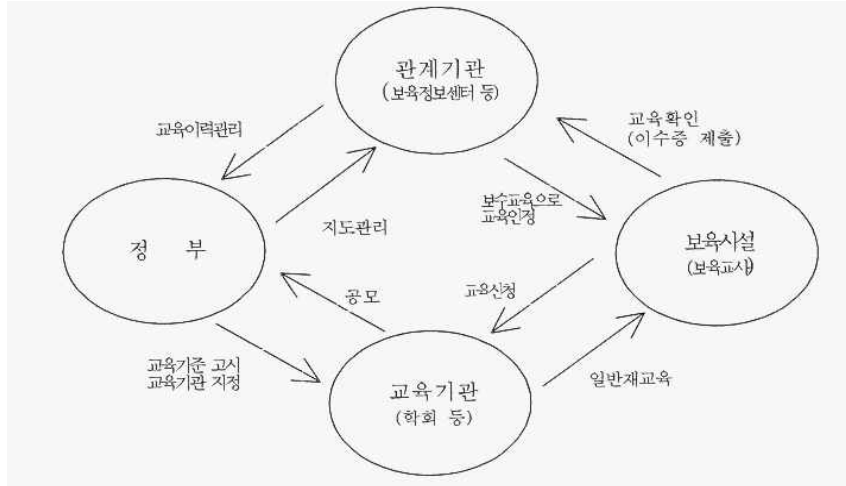 관계기관
(보육정보센터 등)
교육확인
(이수증 제출)
교육이력관리
보수교육으로
교육인정
지도관리
정 부
보육시설
(보육교사)
교육신청
공모
교육기준 고시
교육기관 지정
교육기관
(학회 등)
일반재교육